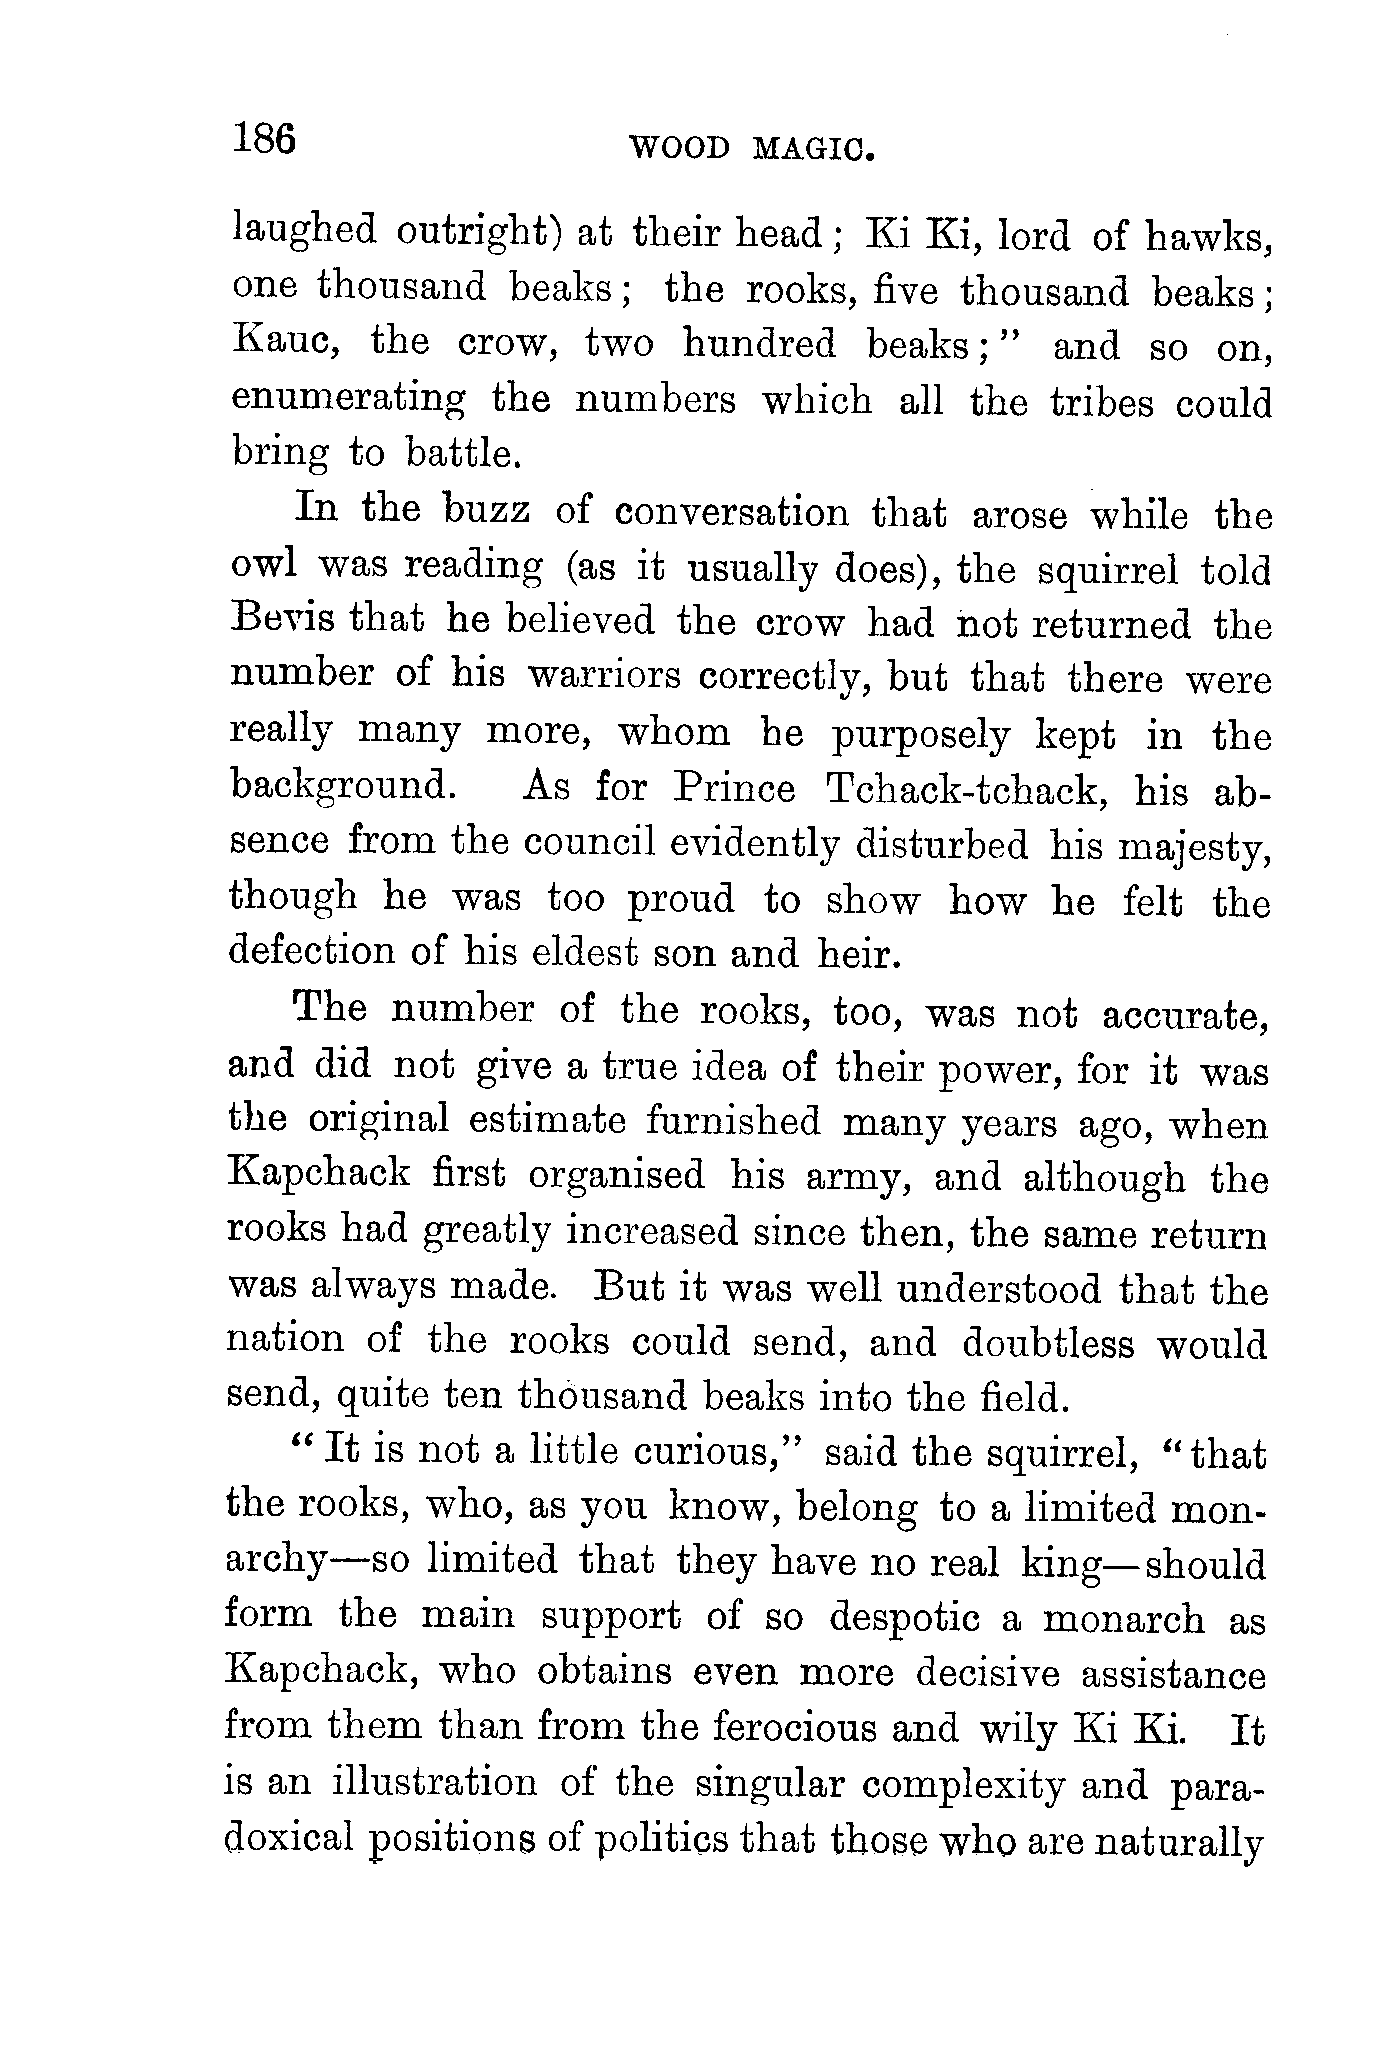 186
WOOD MAGIC.
laughed outright) at their head; Ki Ki, lord of hawks,
one thousand beaks; the rooks, five thousand beaks;
Kauc, the crow, two hundred beaks;" and so on,
enumerating the numbers which all the tribes could
bring to battle.
In the buzz of conversation that arose while the
owl was reading (as it usually does), the squirrel told
Bevis that he believed the crow had not returned the
number of his warriors correctly, but that there were
really many more, whom he purposely kept in the
background. As for Prince Tchack-tchack, his ab-
sence from the council evidently disturbed his majesty,
though he was too proud to show how he felt the
defection of his eldest son and heir.
The number of the rooks, too, was not accurate,
and did not give a true idea of their power, for it was
the original estimate furnished many years ago, when
Kapchack first organised his army, and although the
rooks had greatly increased since then, the same return
was always made. But it was well understood that the
nation of the rooks could send, and doubtless would
send, quite ten thousand beaks into the field.
"It is not a little curious," said the squirrel, "that
the rooks, who, as you know, belong to a limited mon-
archy—so limited that they have no real king—should
form the main support of so despotic a monarch as
Kapchack, who obtains even more decisive assistance
from them than from the ferocious and wily Ki Ki. It
is an illustration of the singular complexity and para-
doxical positions of politics that those who are naturally